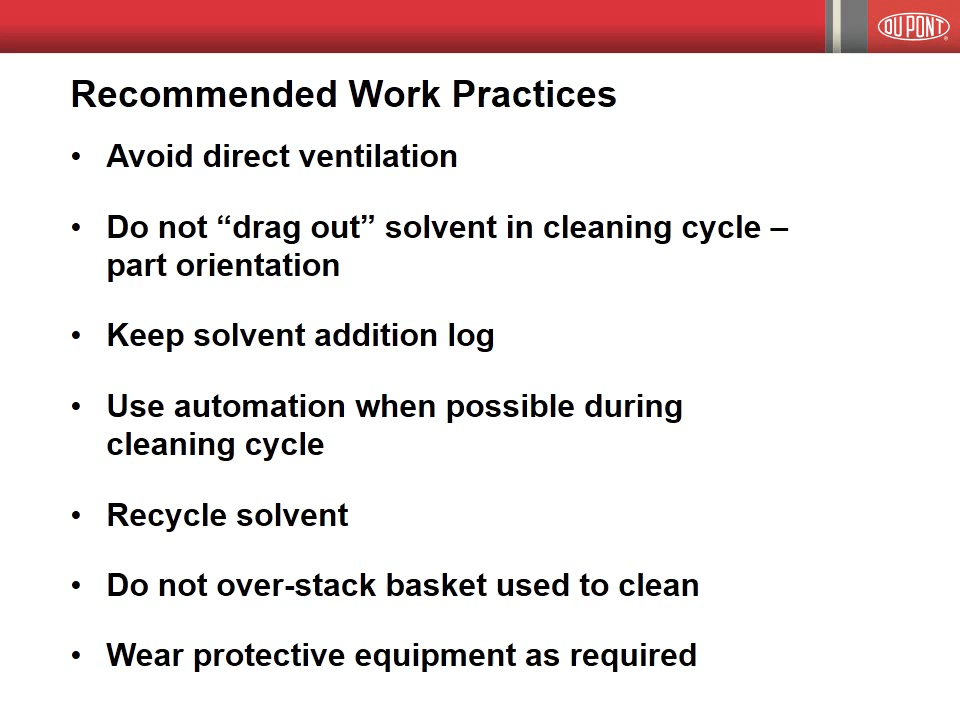 DU PONT®
Recommended Work Practices
• Avoid direct ventilation
• Do not “drag out” solvent in cleaning cycle –
part orientation
• Keep solvent addition log
• Use automation when possible during
cleaning cycle
• Recycle solvent
• Do not over-stack basket used to clean
• Wear protective equipment as required